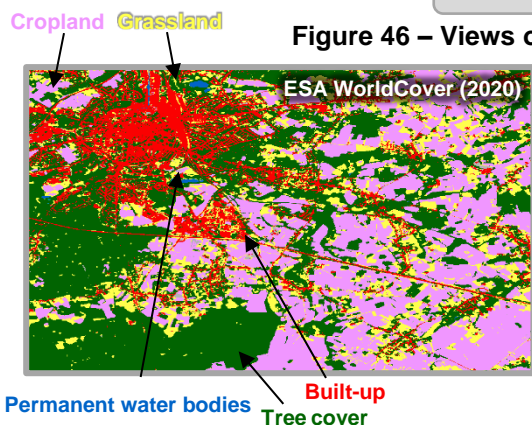 Cropland Grassland
Figure 46 – Views o
ESA WorldCover (2020)
Built-up
Permanent water bodies
Tree cover